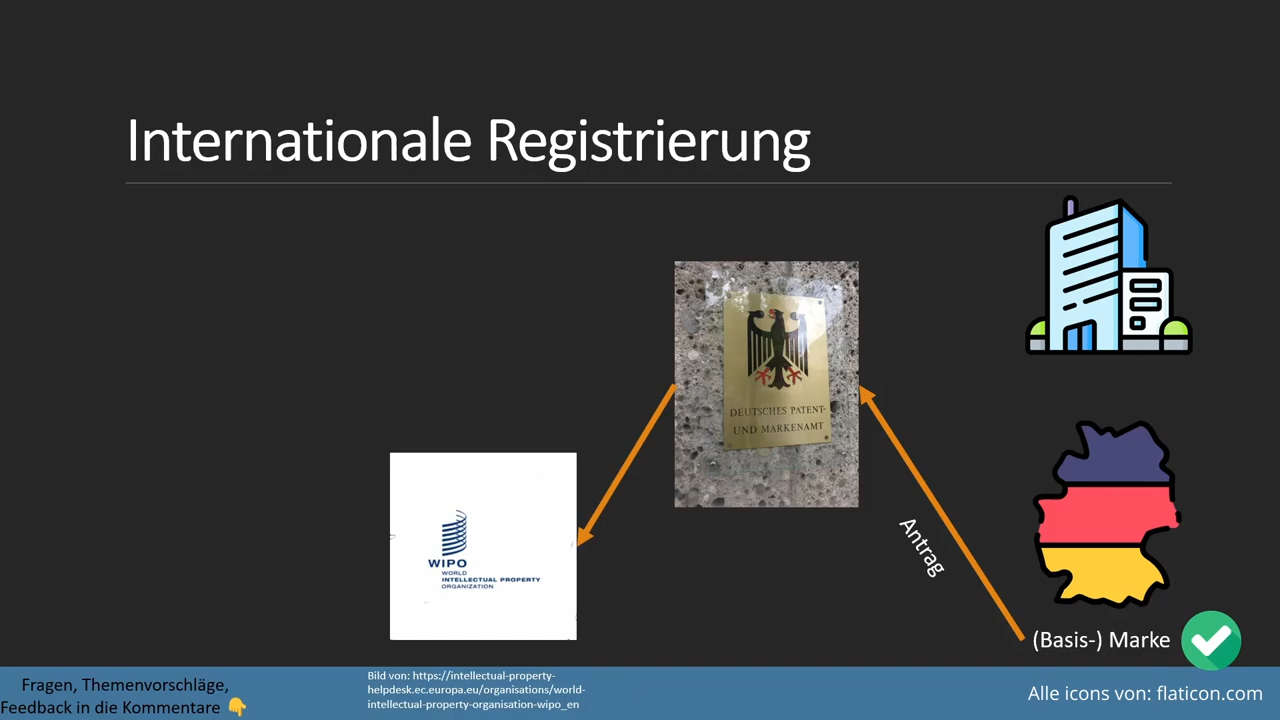 Internationale Registrierung
DEUTSCHES PATENT-
UND MARKENAMT
WIPO
WORLD
INTELLECTUAL PROPERTY
ORGANIZATION
Antrag
(Basis-) Marke
Fragen, Themenvorschläge,
Feedback in die Kommentare 👇
Bild von: https://intellectual-property-
helpdesk.ec.europa.eu/organisations/world-
intellectual-property-organisation-wipo_en
Alle icons von: flaticon.com